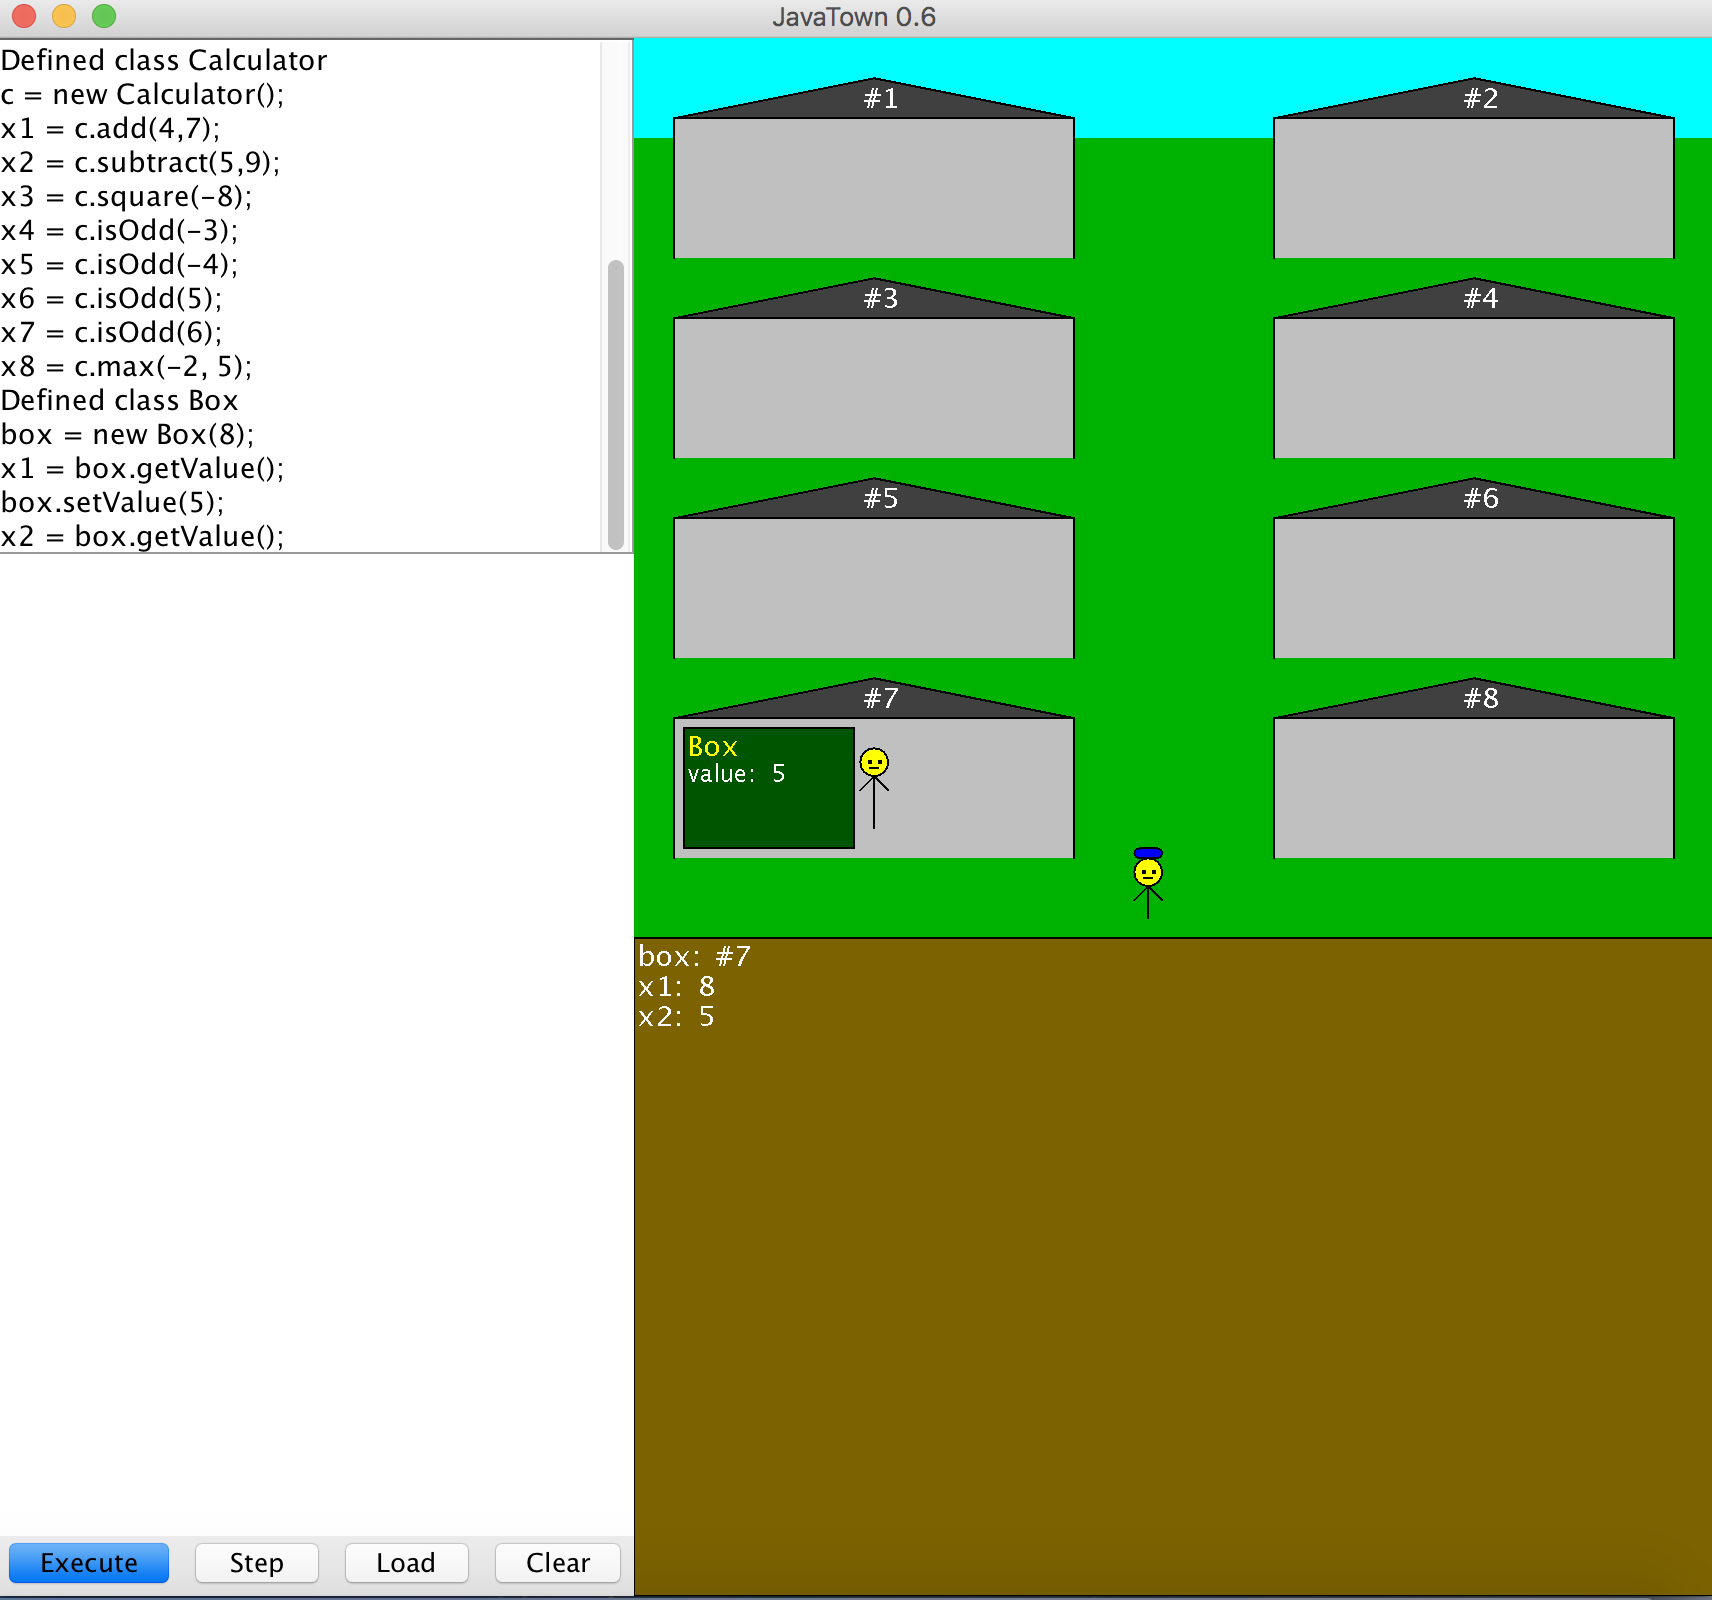 JavaTown 0.6
Defined class Calculator
c = new Calculator();
x1 = c.add(4,7);
x2 = c.subtract(5,9);
x3 = c.square(-8);
x4 = c.isOdd(-3);
x5 = c.isOdd(-4);
x6 = c.isOdd(5);
x7 = c.isOdd(6);
x8 = c.max(-2, 5);
Defined class Box
box = new Box(8);
x1 = box.getValue();
box.setValue(5);
x2 = box.getValue();
Execute
Step
Load
Clear
#1
#2
#3
#4
#5
#6
#7
#8
Box
value: 5
box: #7
x1: 8
x2: 5